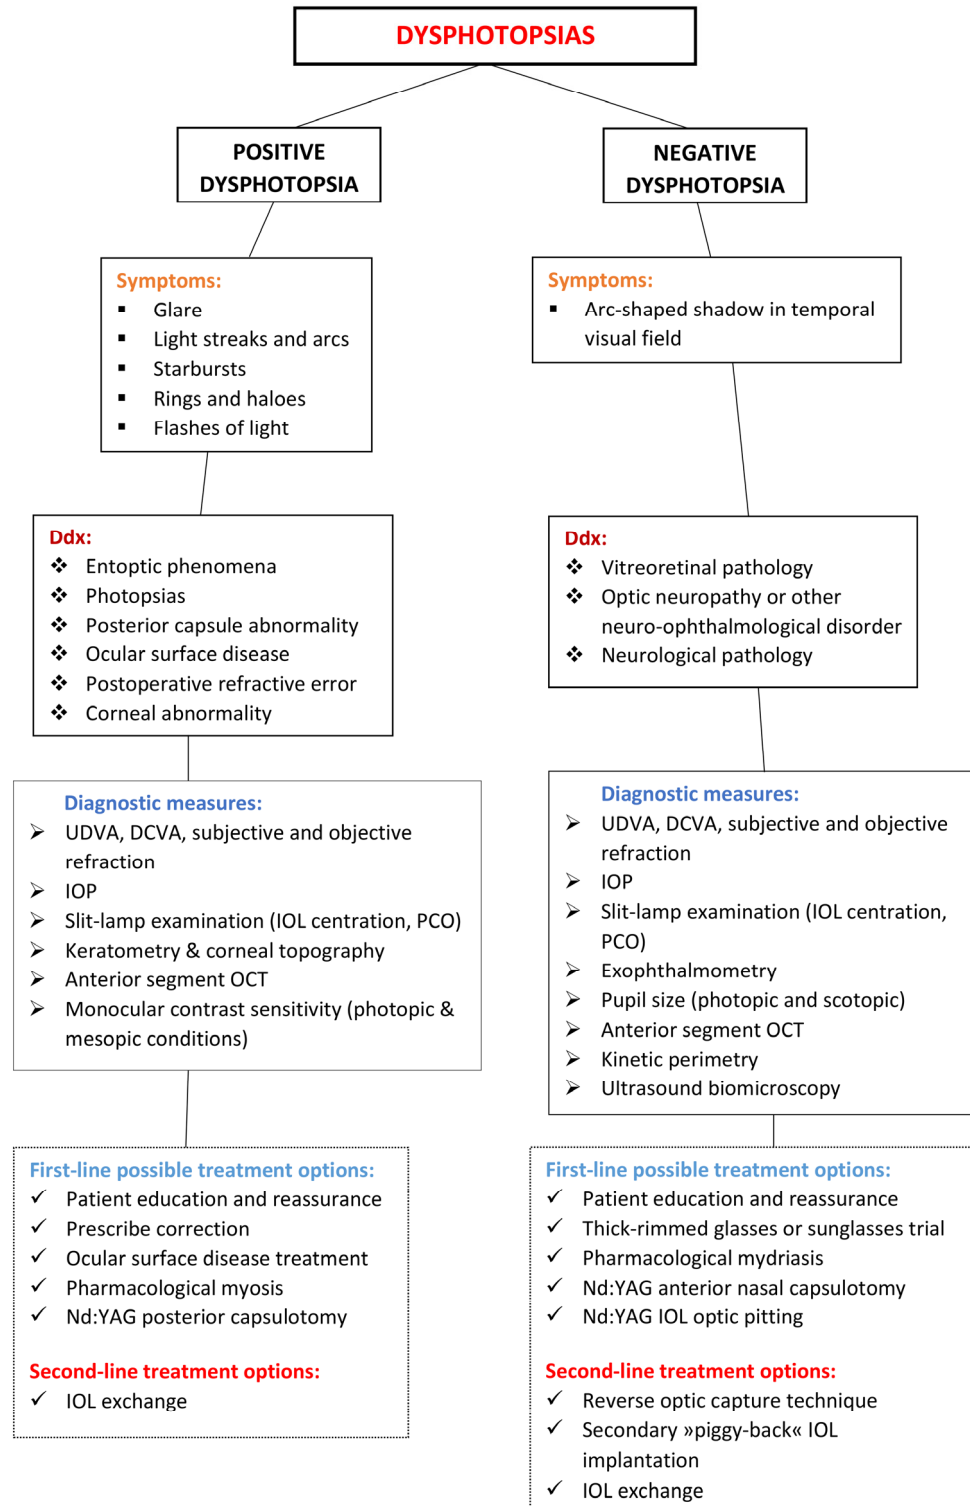 DYSPHOTOPSIAS
POSITIVE
DYSPHOTOPSIA
Symptoms:
▪ Glare
▪ Light streaks and arcs
▪ Starbursts
▪ Rings and haloes
▪ Flashes of light
Ddx:
❖ Entoptic phenomena
❖ Photopsias
❖ Posterior capsule abnormality
❖ Ocular surface disease
❖ Postoperative refractive error
❖ Corneal abnormality
Diagnostic measures:
➢ UDVA, DCVA, subjective and objective
refraction
➢ IOP
➢ Slit-lamp examination (IOL centration, PCO)
➢ Keratometry & corneal topography
➢ Anterior segment OCT
➢ Monocular contrast sensitivity (photopic &
mesopic conditions)
First-line possible treatment options:
✓ Patient education and reassurance
✓ Prescribe correction
✓ Ocular surface disease treatment
✓ Pharmacological myosis
✓ Nd:YAG posterior capsulotomy
Second-line treatment options:
✓ IOL exchange
NEGATIVE
DYSPHOTOPSIA
Symptoms:
▪ Arc-shaped shadow in temporal
visual field
Ddx:
❖ Vitreoretinal pathology
❖ Optic neuropathy or other
neuro-ophthalmological disorder
❖ Neurological pathology
Diagnostic measures:
➢ UDVA, DCVA, subjective and objective
refraction
➢ IOP
➢ Slit-lamp examination (IOL centration,
PCO)
➢ Exophthalmometry
➢ Pupil size (photopic and scotopic)
➢ Anterior segment OCT
➢ Kinetic perimetry
➢ Ultrasound biomicroscopy
First-line possible treatment options:
✓ Patient education and reassurance
✓ Thick-rimmed glasses or sunglasses trial
✓ Pharmacological mydriasis
✓ Nd:YAG anterior nasal capsulotomy
✓ Nd:YAG IOL optic pitting
Second-line treatment options:
✓ Reverse optic capture technique
✓ Secondary »piggy-back« IOL
implantation
✓ IOL exchange